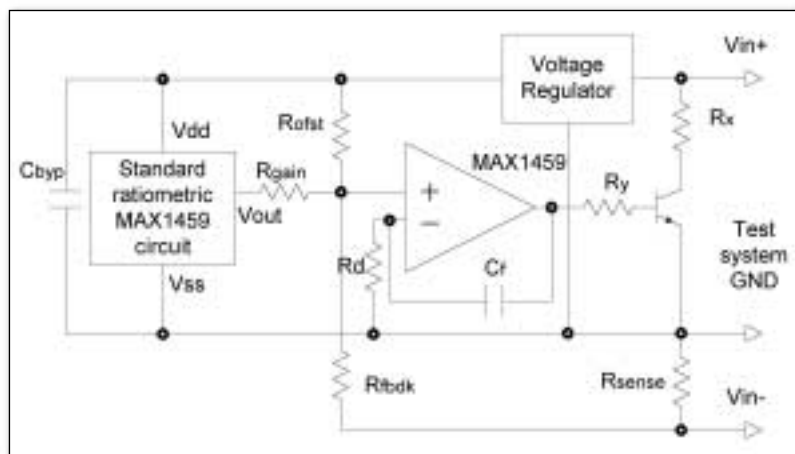 Vin+
Voltage
Regulator
Rofst
Rx
Vdd
Cbyp
Standard
ratiometric
MAX1459
circuit
Rgain
Vout
MAX1459
+
−
Ry
Test
system
GND
Rd
Cf
Vss
Rfbdk
Rsense
Vin-